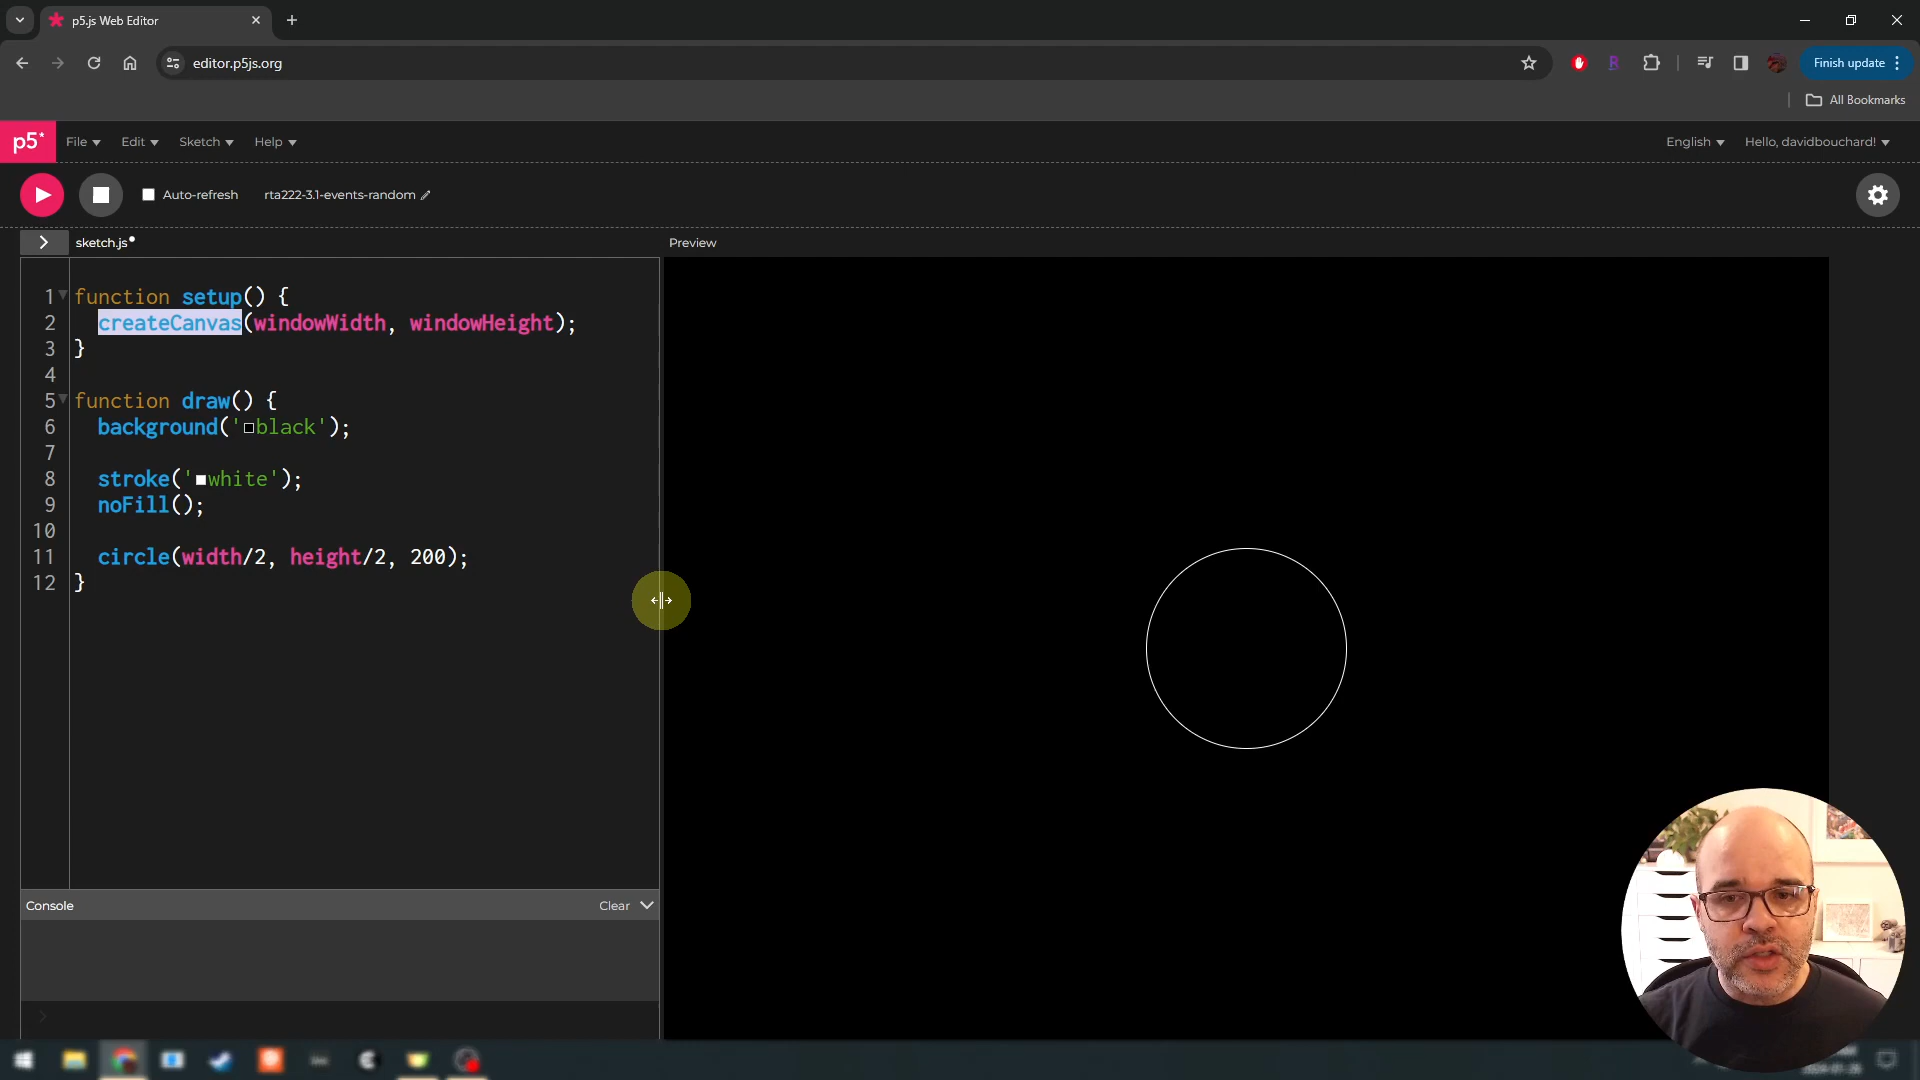 p5.js Web Editor
editor.p5js.org
Finish update
All Bookmarks
p5* File Edit Sketch Help English Hello, davidbouchard!
Auto-refresh rta222-3.1-events-random
sketch.js Preview
1 function setup() {
2 createCanvas(windowWidth, windowHeight);
3 }
4
5 function draw() {
6 background('black');
7
8 stroke('white');
9 noFill();
10
11 circle(width/2, height/2, 200);
12 }
Console Clear